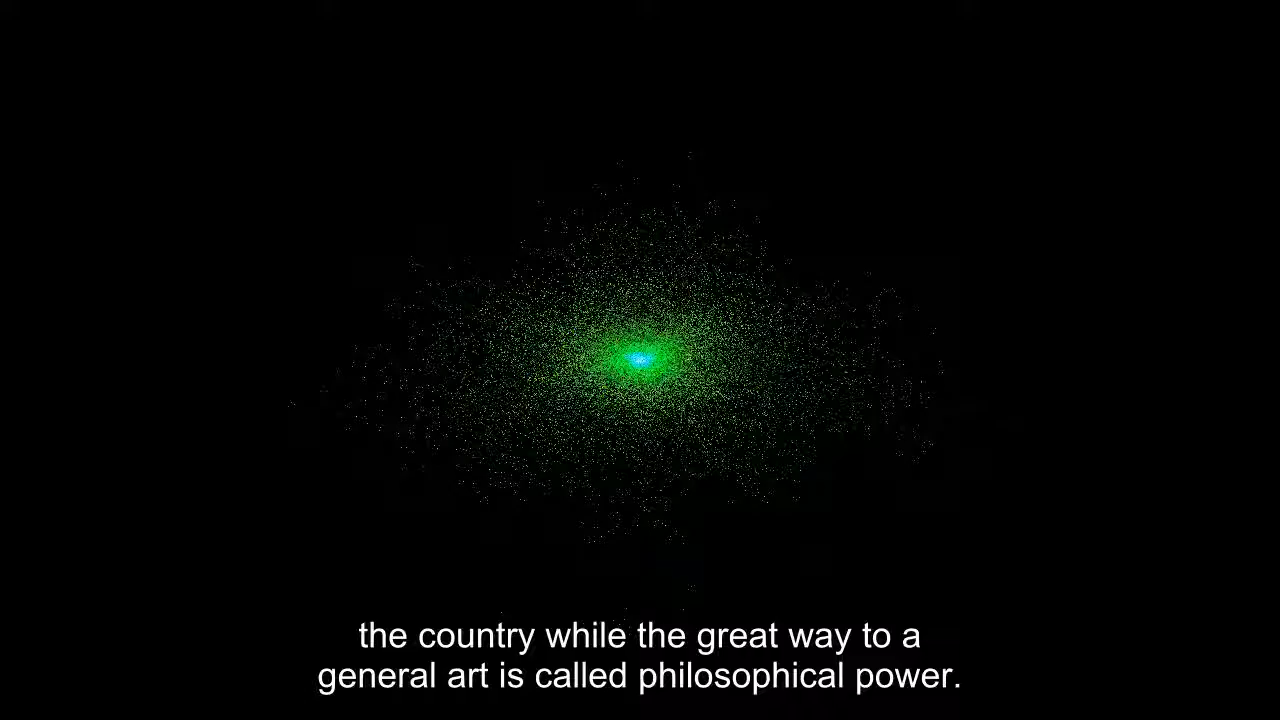 the country while the great way to a
general art is called philosophical power.